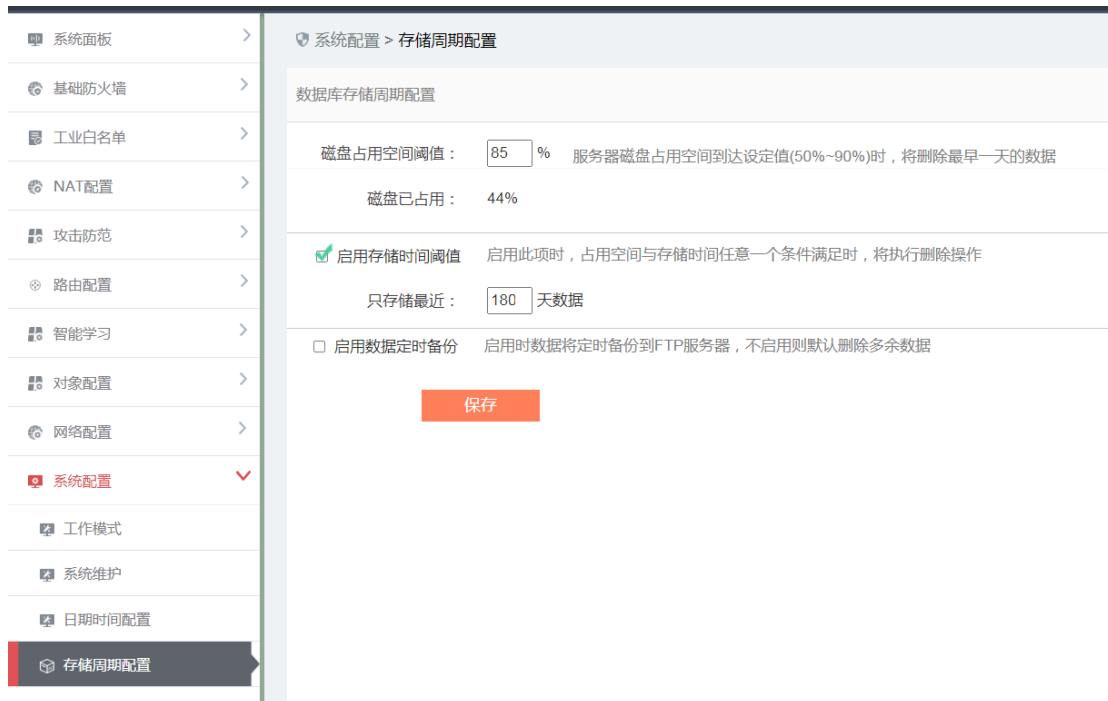 系统面板
基础防火墙
工业白名单
NAT配置
攻击防范
路由配置
智能学习
对象配置
网络配置
系统配置
工作模式
系统维护
日期时间配置
存储周期配置
系统配置 > 存储周期配置
数据库存储周期配置
磁盘占用空间阈值： 85 % 服务器磁盘占用空间到达设定值(50%~90%)时，将删除最早一天的数据
磁盘已占用： 44%
启用存储时间阈值 启用此项时，占用空间与存储时间任意一个条件满足时，将执行删除操作
只存储最近： 180 天数据
启用数据定时备份 启用时数据将定时备份到FTP服务器，不启用则默认删除多余数据
保存